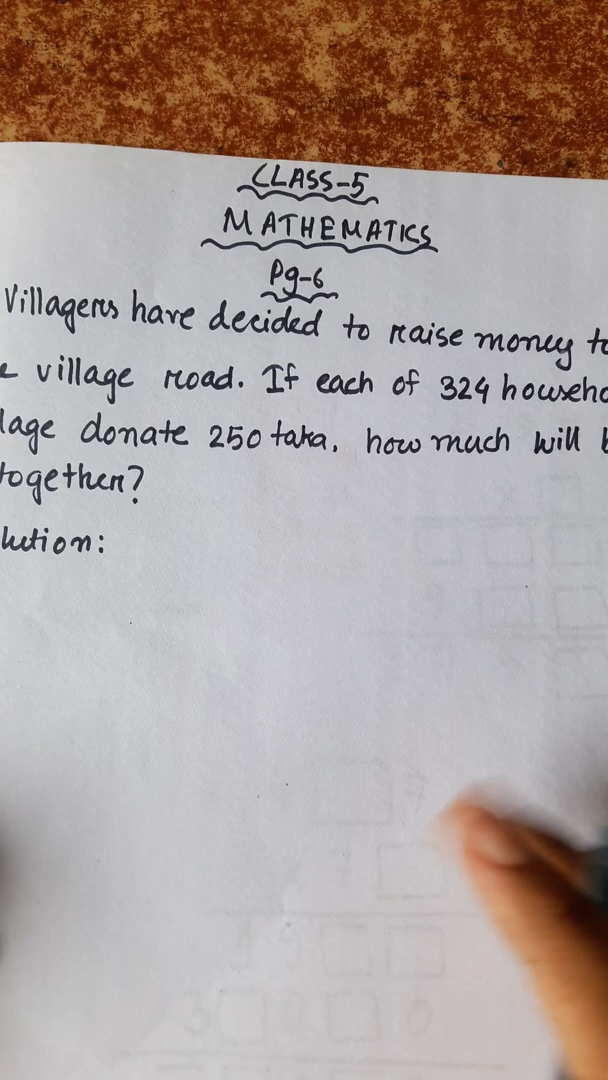 CLASS-5
MATHEMATICS
Pg-6
Villagers have decided to raise money to
village road. If each of 324 househo
lage donate 250 taka, how much will b
together?
lution: